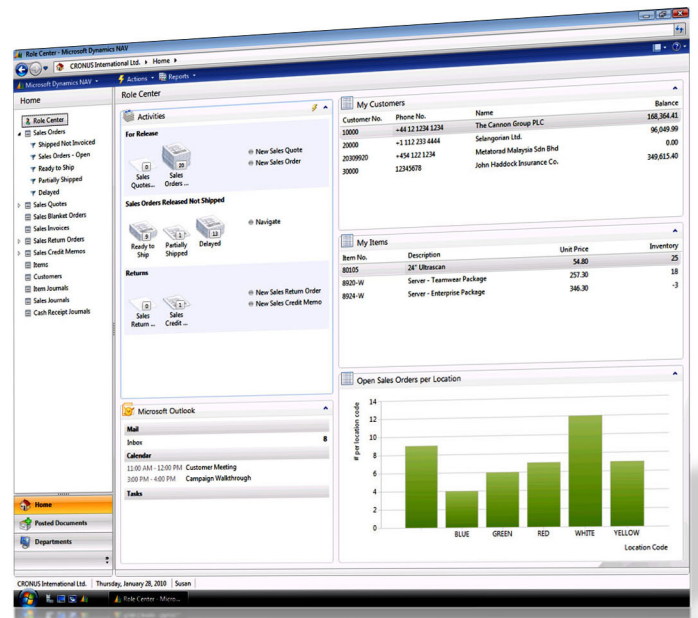 Role Center - Microsoft Dynamics NAV
CRONUS International Ltd. Home
Microsoft Dynamics NAV Actions Reports
Home
Role Center
Sales Orders
Shipped Not Invoiced
Sales Orders - Open
Ready to Ship
Partially Shipped
Delayed
Sales Quotes
Sales Blanket Orders
Sales Invoices
Sales Return Orders
Sales Credit Memos
Items
Customers
Item Journals
Sales Journals
Cash Receipt Journals
Home
Posted Documents
Departments
Role Center
Activities
For Release
0 20
Sales Quotes...
Sales Orders ...
New Sales Quote
New Sales Order
Sales Orders Released Not Shipped
9 1 13
Ready to Ship
Partially Shipped
Delayed
Navigate
Returns
0 1
Sales Return ...
Sales Credit ...
New Sales Return Order
New Sales Credit Memo
Microsoft Outlook
Mail
Inbox 8
Calendar
11:00 AM - 12:00 PM Customer Meeting
3:00 PM - 4:00 PM Campaign Walkthrough
Tasks
My Customers
Customer No. Phone No. Name Balance
10000 +44 12 1234 1234 The Cannon Group PLC 168,364.41
20000 +1 112 233 4444 Selangorian Ltd. 96,049.99
20309920 +454 122 1234 Metatorad Malaysia Sdn Bhd 0.00
30000 12345678 John Haddock Insurance Co. 349,615.40
My Items
Item No. Description Unit Price Inventory
80105 24" Ultrascan 54.80 25
8920-W Server - Teamwear Package 257.30 18
8924-W Server - Enterprise Package 346.30 -3
Open Sales Orders per Location
# per location code
14
12
10
8
6
4
2
0
BLUE GREEN RED WHITE YELLOW
Location Code
CRONUS International Ltd. Thursday, January 28, 2010 Susan
Role Center - Micro...